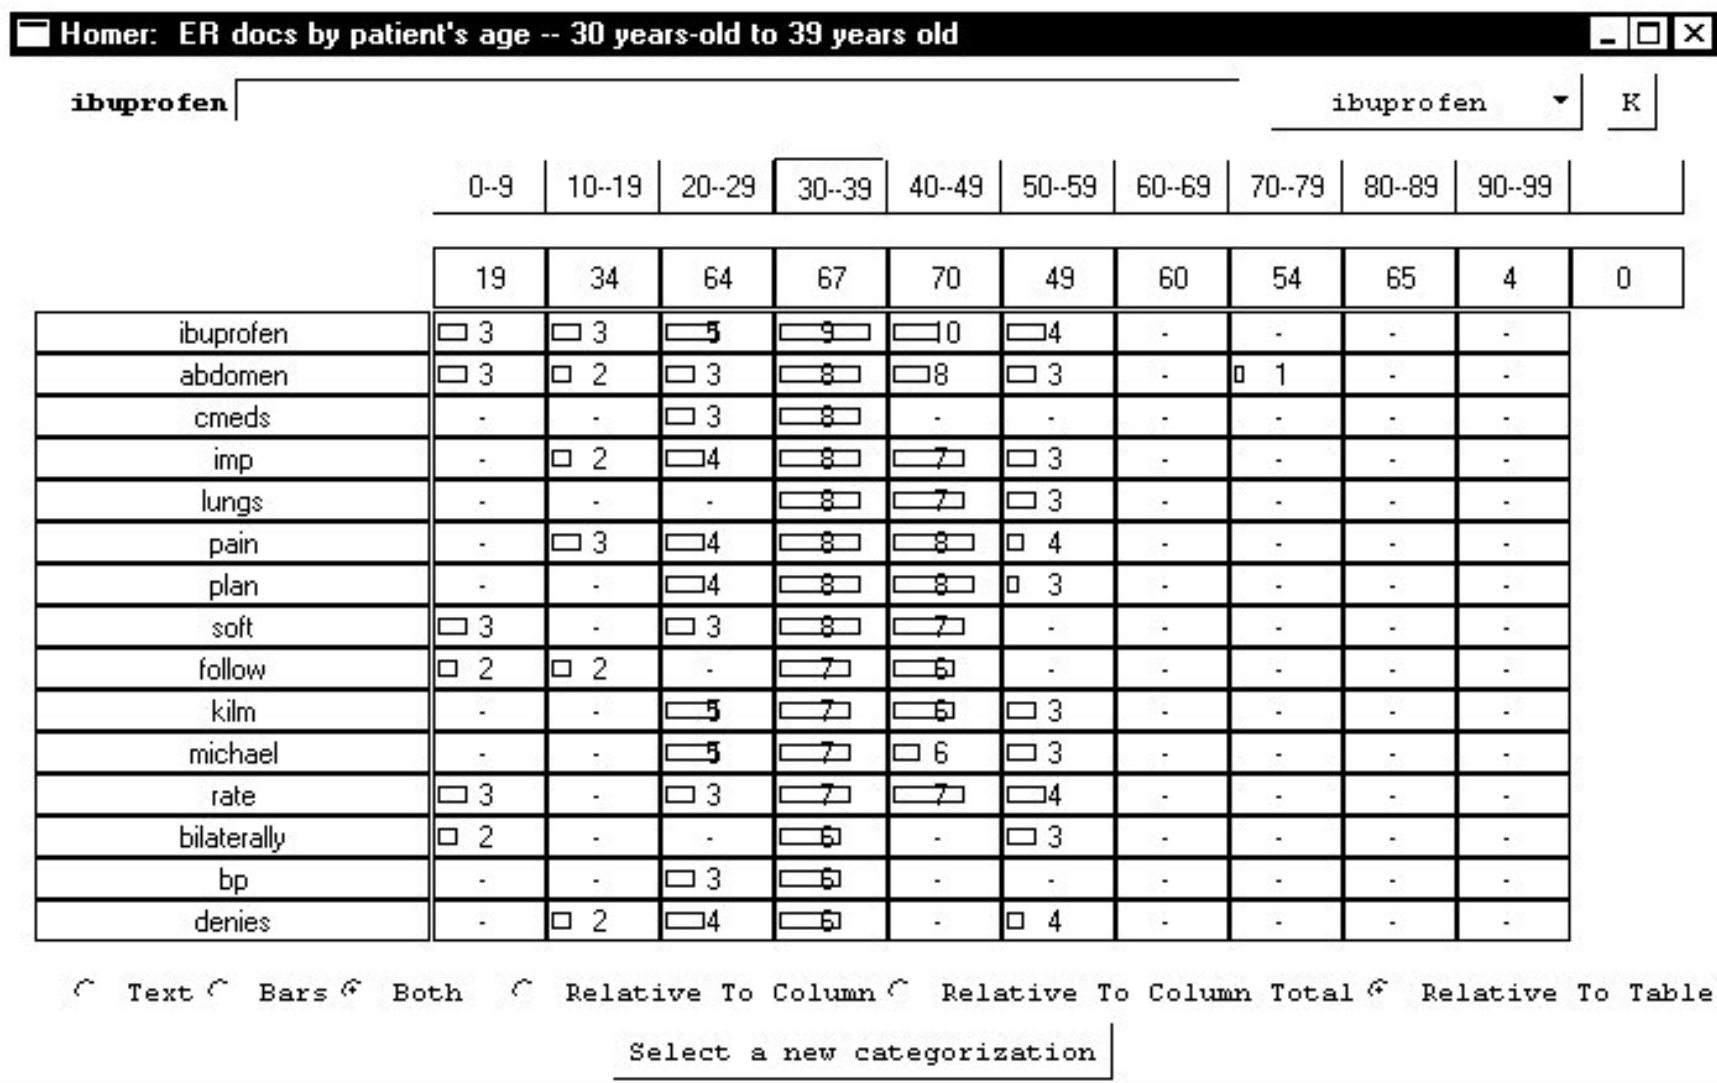 Homer: ER docs by patient's age -- 30 years-old to 39 years old
ibuprofen ibuprofen K
0--9 10--19 20--29 30--39 40--49 50--59 60--69 70--79 80--89 90--99
19 34 64 67 70 49 60 54 65 4 0
ibuprofen 3 3 5 9 10 4 - - - -
abdomen 3 2 3 8 8 3 - 1 - -
cmeds - - 3 8 - - - - - -
imp - 2 4 8 7 3 - - - -
lungs - - - 8 7 3 - - - -
pain - 3 4 8 8 4 - - - -
plan - - 4 8 8 3 - - - -
soft 3 - 3 8 7 - - - - -
follow 2 2 - 7 6 - - - - -
kilm - - 5 7 6 3 - - - -
michael - - 5 7 6 3 - - - -
rate 3 - 3 7 7 4 - - - -
bilaterally 2 - - 6 - 3 - - - -
bp - - 3 6 - - - - - -
denies - 2 4 6 - 4 - - - -
Text Bars Both Relative To Column Relative To Column Total Relative To Table
Select a new categorization